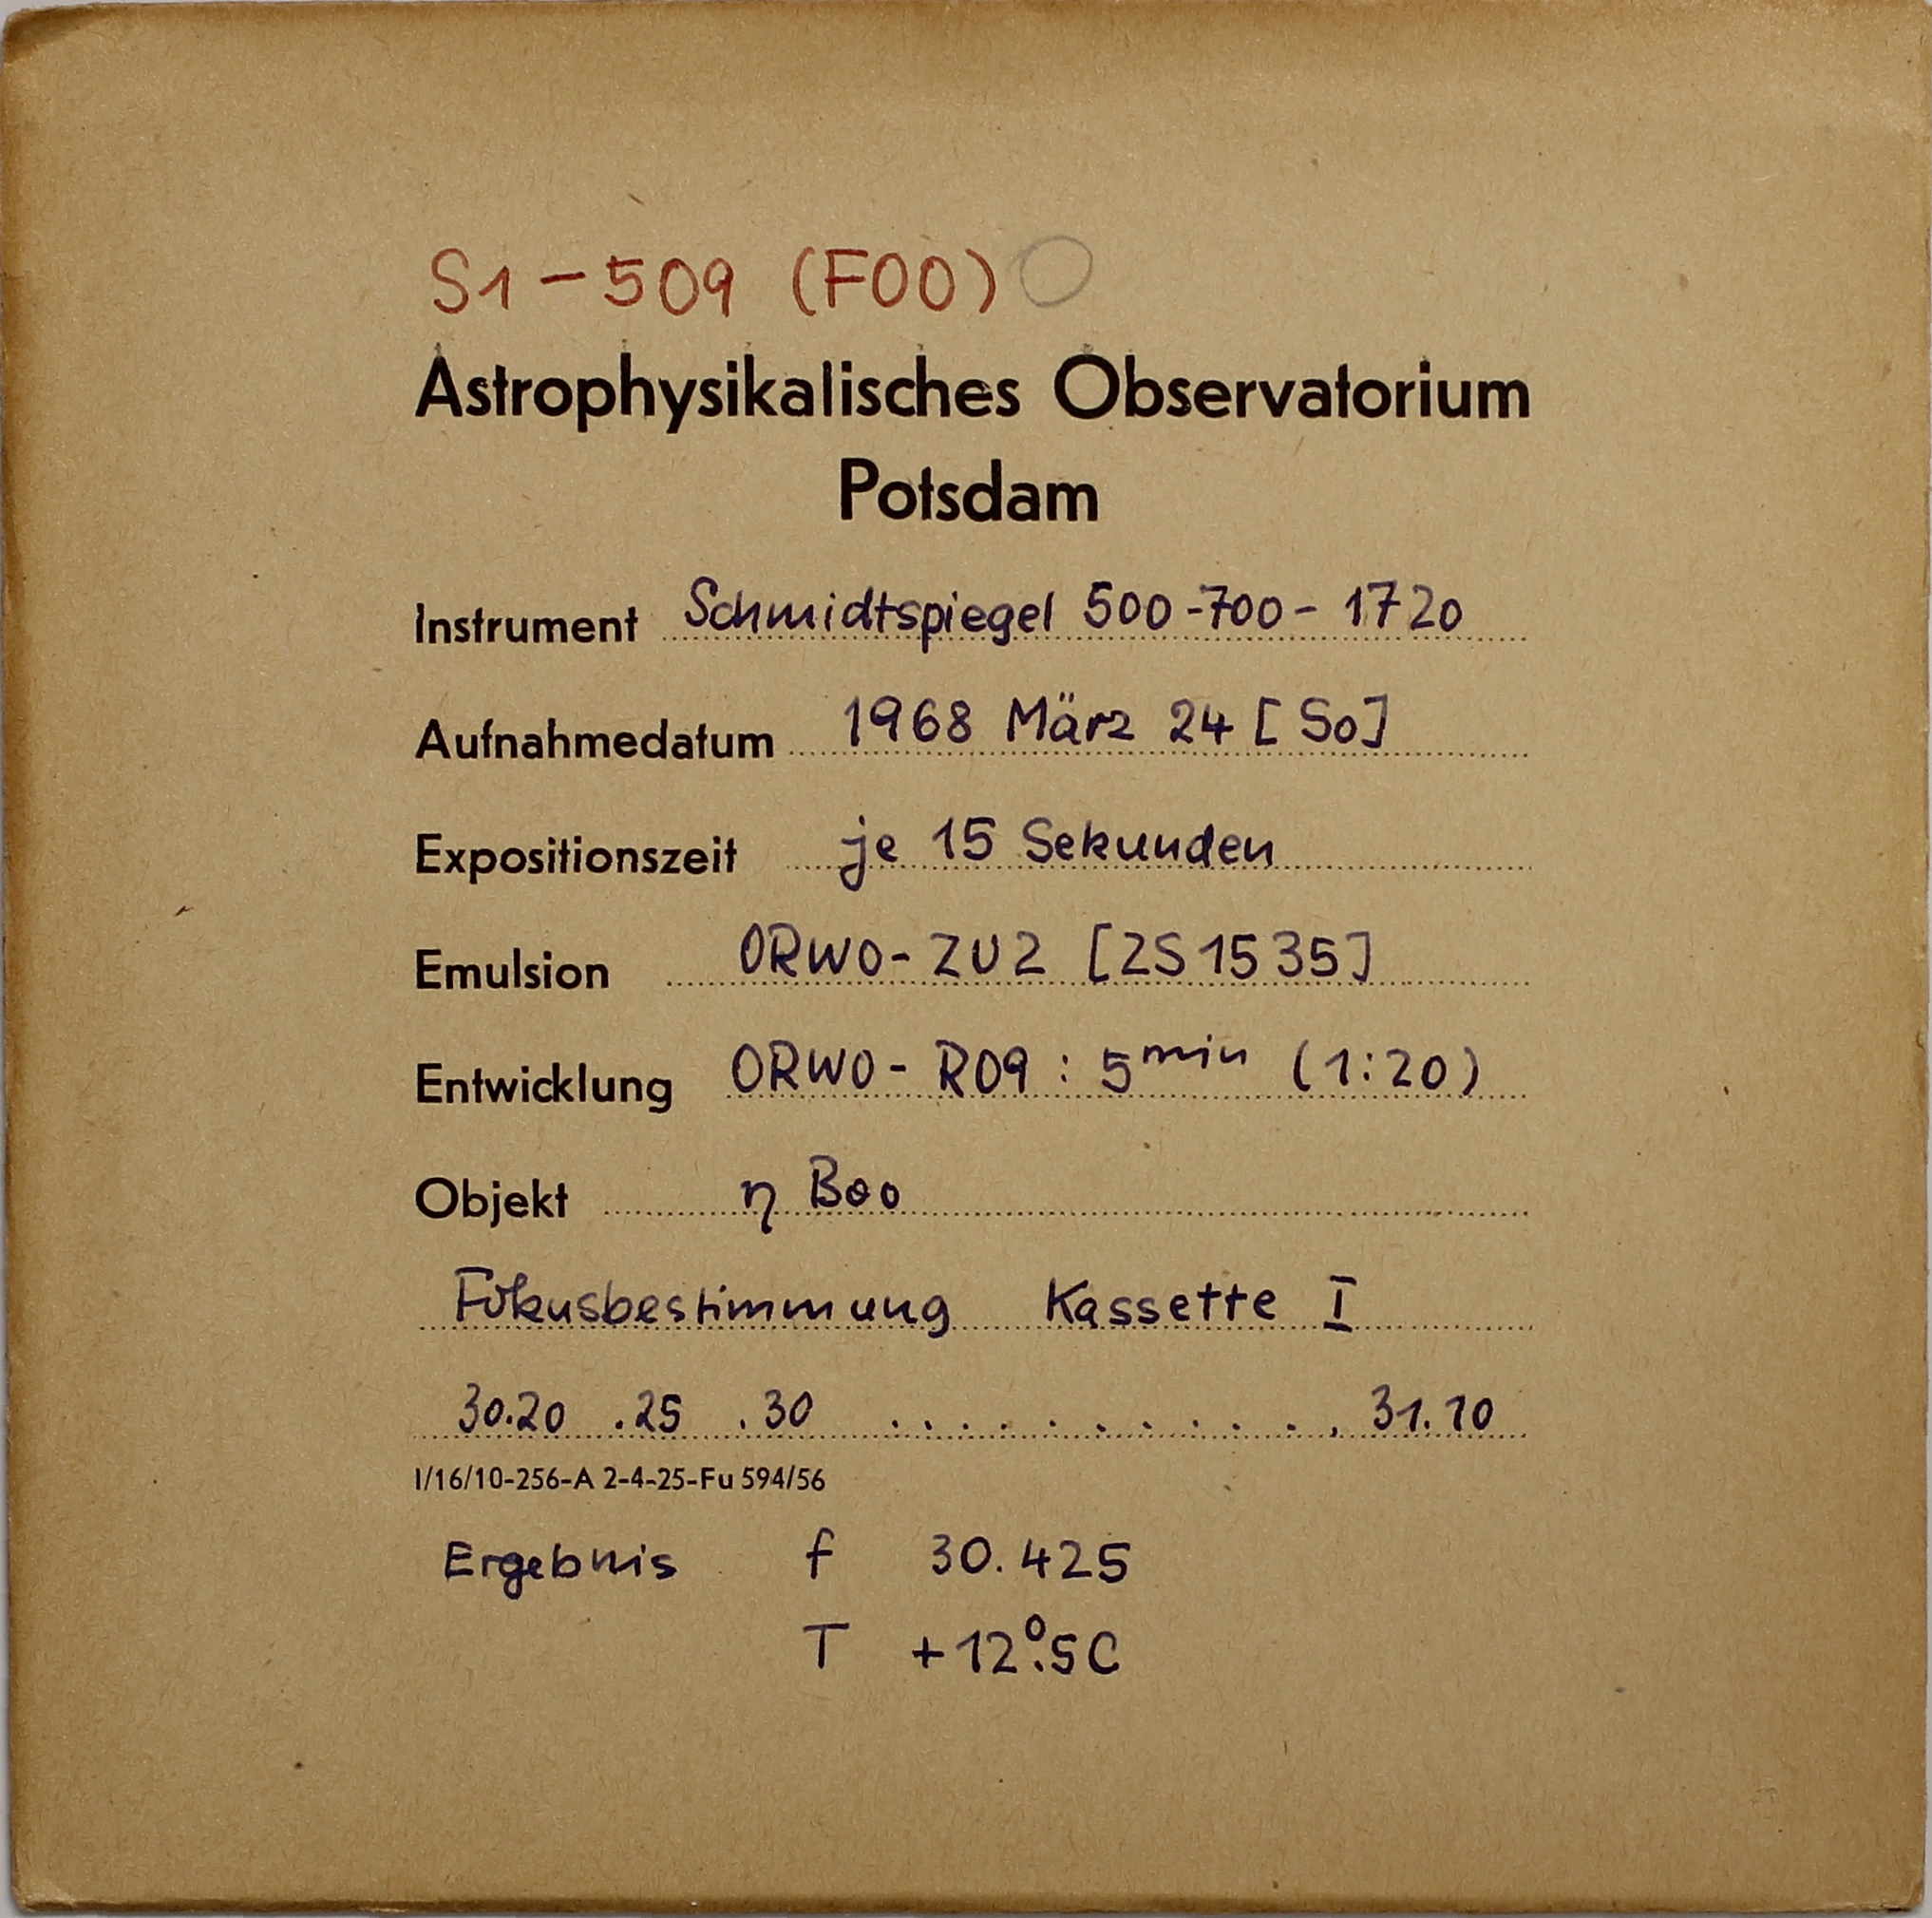 S1-509 (F00)
Astrophysikalisches Observatorium
Potsdam
Instrument Schmidtspiegel 500-700-1720
Aufnahmedatum 1968 März 24 [So]
Expositionszeit je 15 Sekunden
Emulsion ORWO-ZU2 [ZS1535]
Entwicklung ORWO-R09: 5min (1:20)
Objekt η Boo
Fokusbestimmung Kassette I
30.20 .25 .30 . . . . . . . . . . 31.10
I/16/10-256-A 2-4-25-Fu 594/56
Ergebnis f 30.425
T +12°.5C